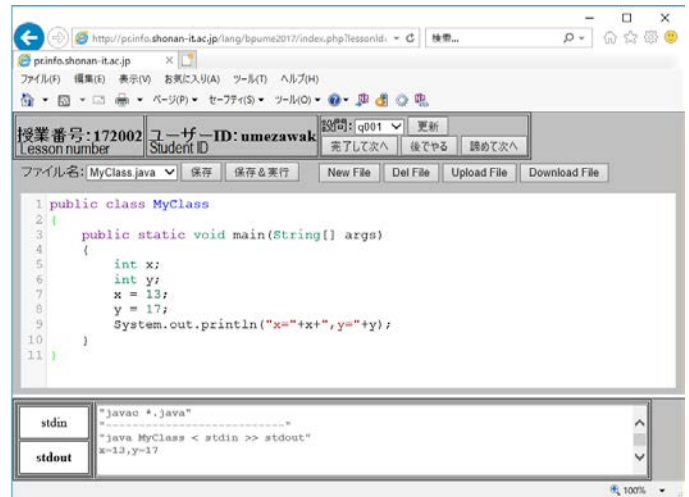 http://pr.info.shonan-it.ac.jp/lang/bpume2017/index.php?lessonId=
検索...
pr.info.shonan-it.ac.jp
ファイル(F) 編集(E) 表示(V) お気に入り(A) ツール(T) ヘルプ(H)
ページ(P) セーフティ(S) ツール(O)
授業番号:172002
Lesson number
ユーザーID:umezawak
Student ID
設問: q001 更新
完了して次へ 後でやる 諦めて次へ
ファイル名: MyClass.java 保存 保存&実行 New File Del File Upload File Download File
1 public class MyClass
2 {
3 public static void main(String[] args)
4 {
5 int x;
6 int y;
7 x = 13;
8 y = 17;
9 System.out.println("x="+x+",y="+y);
10 }
11 }
stdin
stdout
"javac *.java"
"--------------------------"
"java MyClass < stdin >> stdout"
x=13,y=17
100%